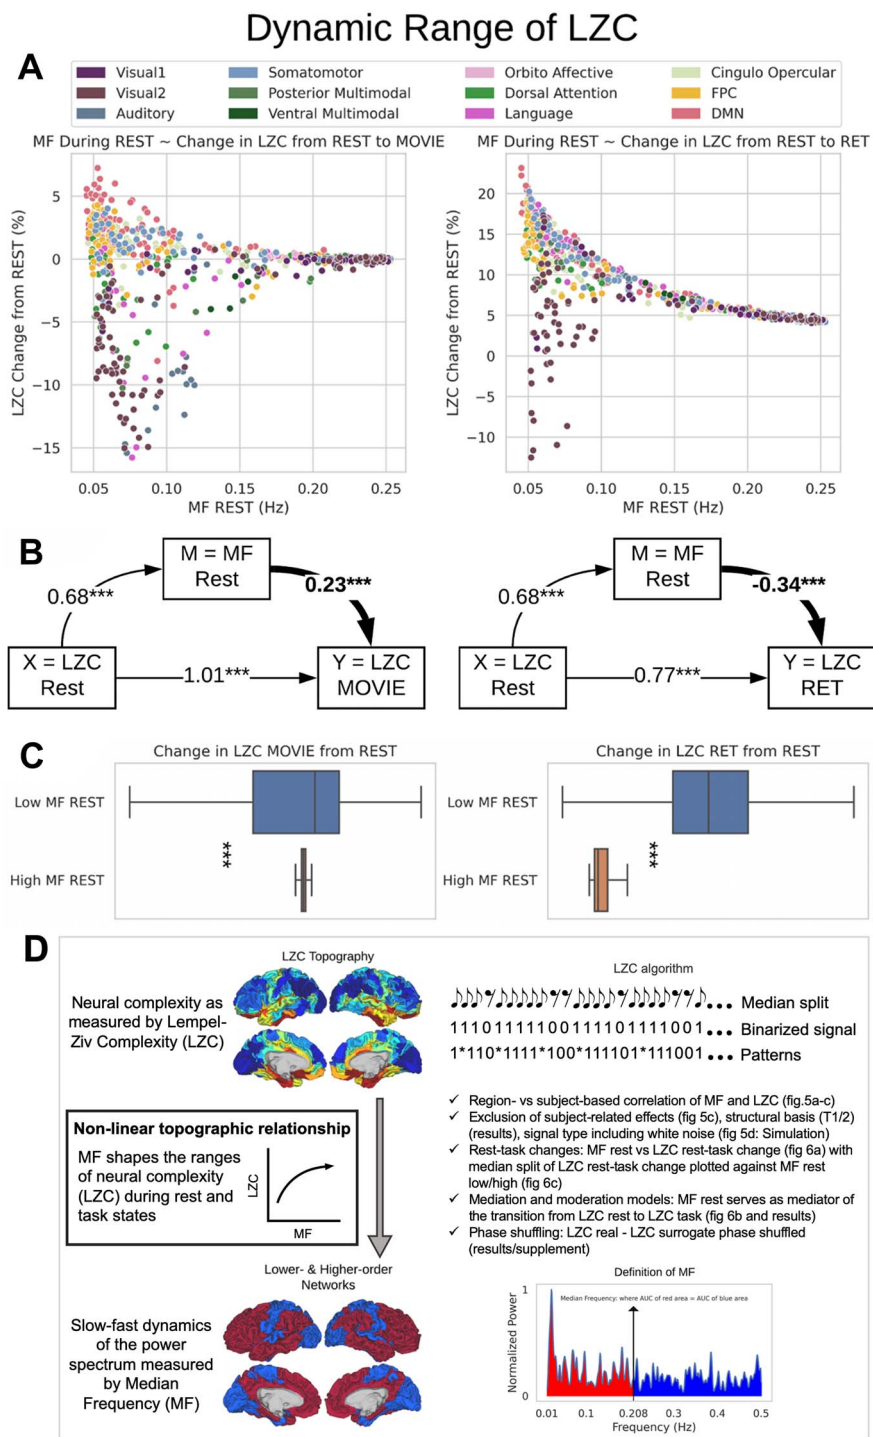 Dynamic Range of LZC
A
Visual1
Visual2
Auditory
Somatomotor
Posterior Multimodal
Ventral Multimodal
Orbito Affective
Dorsal Attention
Language
Cingulo Opercular
FPC
DMN
MF During REST ~ Change in LZC from REST to MOVIE
LZC Change from REST (%)
5
0
−5
−10
−15
0.05 0.10 0.15 0.20 0.25
MF REST (Hz)
MF During REST ~ Change in LZC from REST to RET
LZC Change from REST (%)
20
15
10
5
0
−5
−10
0.05 0.10 0.15 0.20 0.25
MF REST (Hz)
B
M = MF
Rest
0.68***
0.23***
X = LZC
Rest
1.01***
Y = LZC
MOVIE
M = MF
Rest
0.68***
-0.34***
X = LZC
Rest
0.77***
Y = LZC
RET
C
Change in LZC MOVIE from REST
Low MF REST
***
High MF REST
Change in LZC RET from REST
Low MF REST
***
High MF REST
D
LZC Topography
Neural complexity as
measured by Lempel-
Ziv Complexity (LZC)
Non-linear topographic relationship
MF shapes the ranges
of neural complexity
(LZC) during rest and
task states
LZC
MF
Lower- & Higher-order
Networks
Slow-fast dynamics
of the power
spectrum measured
by Median
Frequency (MF)
LZC algorithm
... Median split
1110111110011110111001 ... Binarized signal
1*110*1111*100*111101*111001 ... Patterns
✓ Region- vs subject-based correlation of MF and LZC (fig.5a-c)
✓ Exclusion of subject-related effects (fig 5c), structural basis (T1/2)
(results), signal type including white noise (fig 5d: Simulation)
✓ Rest-task changes: MF rest vs LZC rest-task change (fig 6a) with
median split of LZC rest-task change plotted against MF rest
low/high (fig 6c)
✓ Mediation and moderation models: MF rest serves as mediator of
the transition from LZC rest to LZC task (fig 6b and results)
✓ Phase shuffling: LZC real - LZC surrogate phase shuffled
(results/supplement)
Definition of MF
Median Frequency: where AUC of red area = AUC of blue area
Normalized Power
1
0
0.01 0.1 0.208 0.3 0.4 0.5
Frequency (Hz)